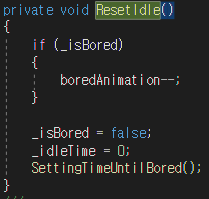 private void ResetIdle()
{
    if (_isBored)
    {
        boredAnimation--;
    }

    _isBored = false;
    _idleTime = 0;
    SettingTimeUntilBored();
}